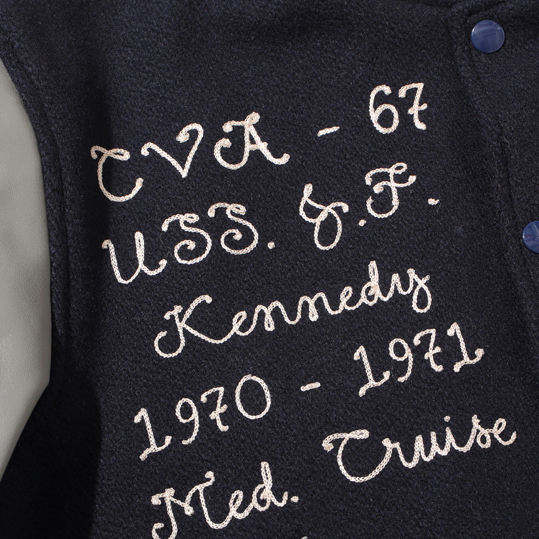 CVA - 67
USS. J.F.
Kennedy
1970 - 1971
Med. Cruise